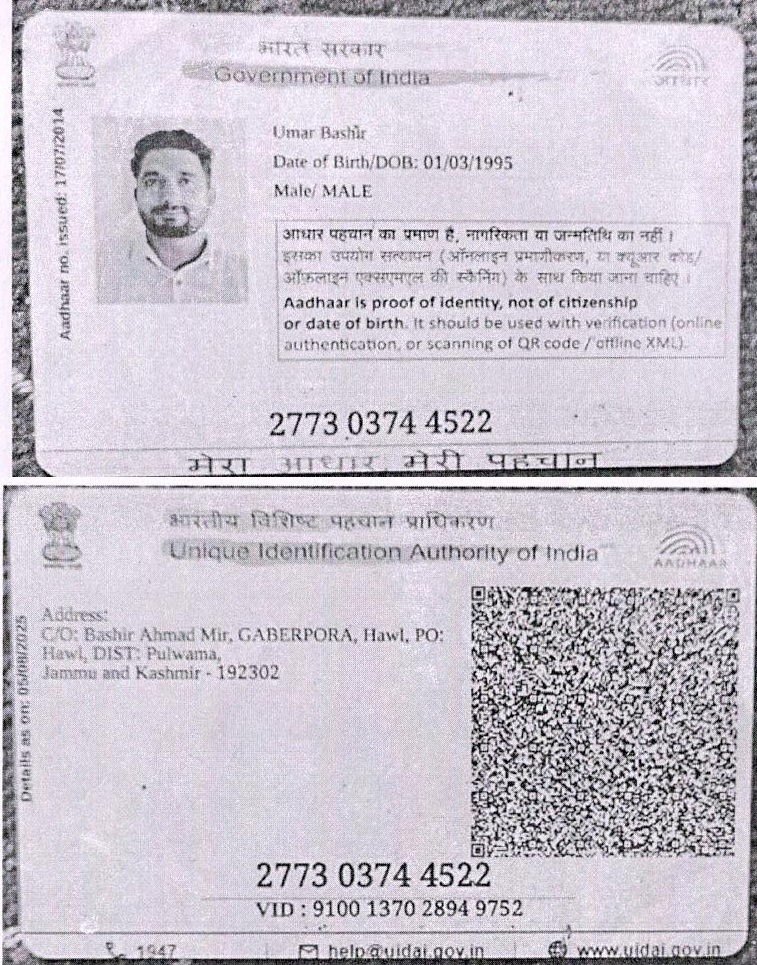 भारत सरकार
Government of India
आधार
Aadhaar no. issued: 17/07/2014
Umar Bashir
Date of Birth/DOB: 01/03/1995
Male/ MALE
आधार पहचान का प्रमाण है, नागरिकता या जन्मतिथि का नहीं ।
इसका उपयोग सत्यापन (ऑनलाइन प्रमाणीकरण, या क्यूआर कोड/
ऑफ़लाइन एक्सएमएल की स्कैनिंग) के साथ किया जाना चाहिए ।
Aadhaar is proof of identity, not of citizenship
or date of birth. It should be used with verification (online
authentication, or scanning of QR code / offline XML).
2773 0374 4522
मेरा आधार, मेरी पहचान
भारतीय विशिष्ट पहचान प्राधिकरण
Unique Identification Authority of India
AADHAAR
Details as on: 05/08/2025
Address:
C/O: Bashir Ahmad Mir, GABERPORA, Hawl, PO:
Hawl, DIST: Pulwama,
Jammu and Kashmir - 192302
2773 0374 4522
VID : 9100 1370 2894 9752
1947 | help@uidai.gov.in | www.uidai.gov.in